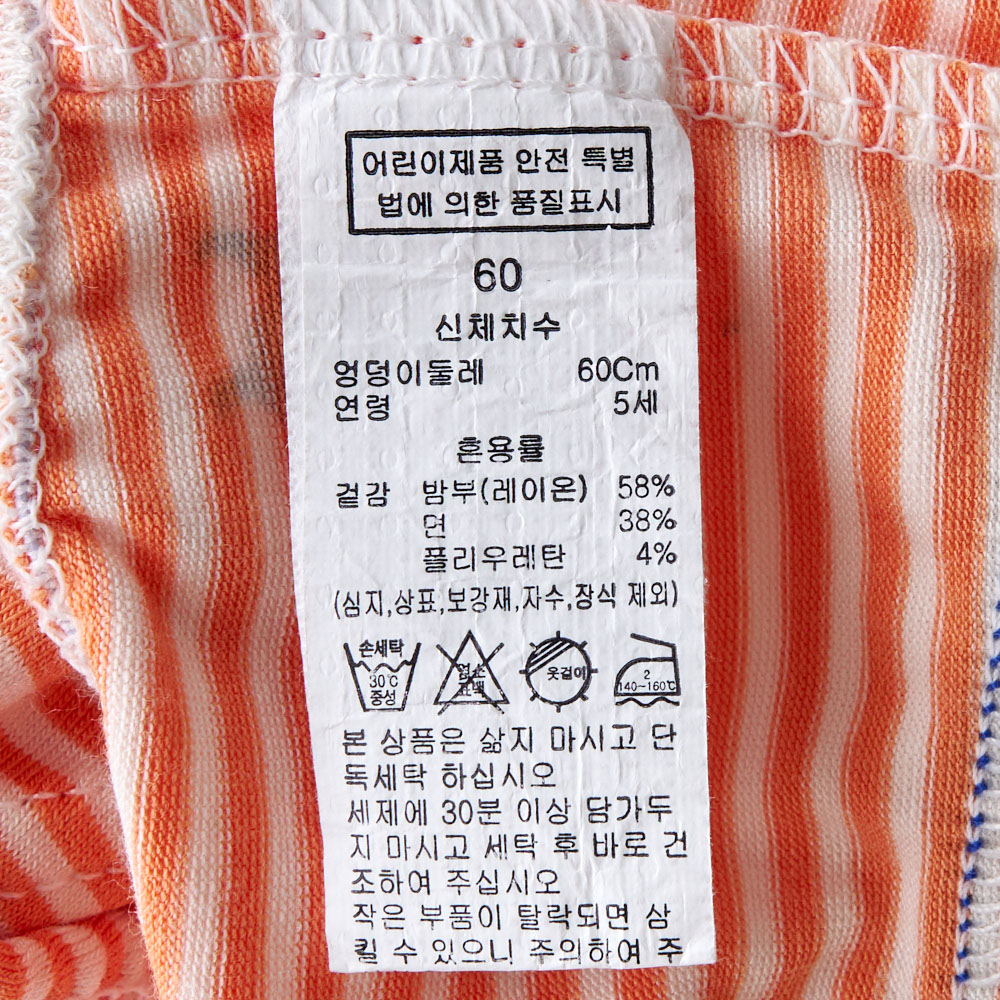 어린이제품 안전 특별
법에 의한 품질표시
60
신체치수
엉덩이둘레 60Cm
연령 5세
혼용률
겉감 밤부(레이온) 58%
면 38%
플리우레탄 4%
(심지,상표,보강재,자수,장식 제외)
손세탁
30℃
중성
염소
표백
옷걸이
2
140~160℃
본 상품은 삶지 마시고 단
독세탁 하십시오
세제에 30분 이상 담가두
지 마시고 세탁 후 바로 건
조하여 주십시오
작은 부품이 탈락되면 삼
킬 수 있으니 주의하여 주